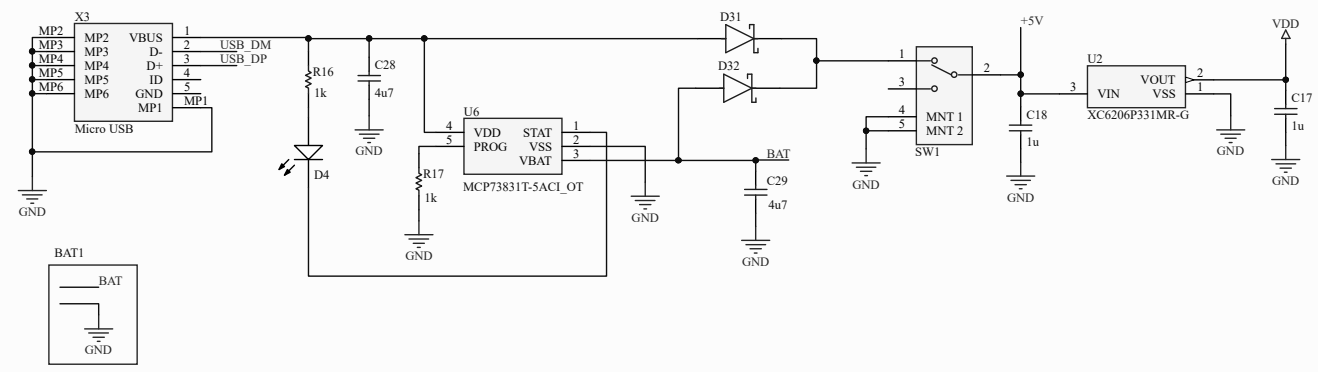 X3
MP2
MP3
MP4
MP5
MP6
MP2 VBUS 1
MP3 D- 2 USB_DM
MP4 D+ 3 USB_DP
MP5 ID 4
MP6 GND 5
MP1 MP1
Micro USB
GND
R16
1k
C28
4u7
GND
D4
U6
4 VDD STAT 1
5 PROG VSS 2
VBAT 3
MCP73831T-5ACI_OT
R17
1k
GND
GND
D31
D32
BAT
C29
4u7
GND
1
2
3
4 MNT 1
5 MNT 2
SW1
GND
+5V
C18
1u
GND
U2
VOUT 2
3 VIN VSS 1
XC6206P331MR-G
GND
VDD
C17
1u
GND
BAT1
BAT
GND